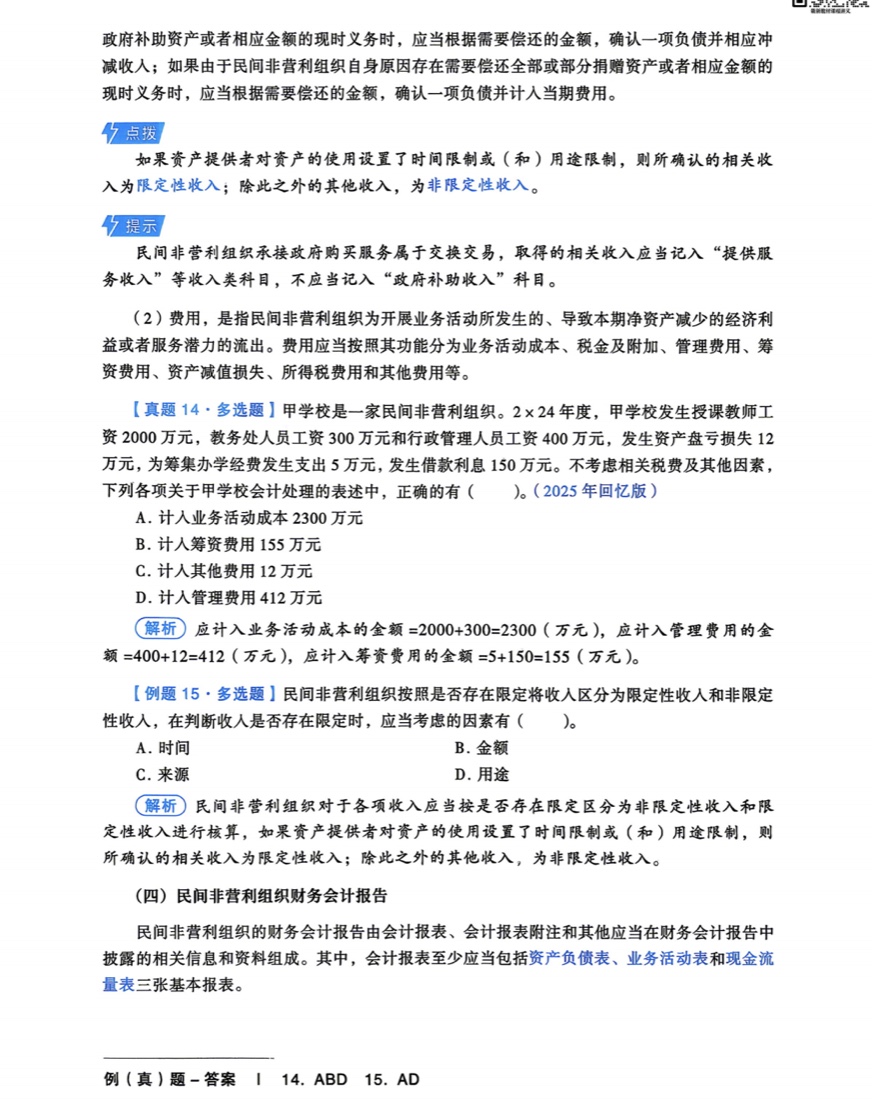 政府补助资产或者相应金额的现时义务时，应当根据需要偿还的金额，确认一项负债并相应冲
减收入；如果由于民间非营利组织自身原因存在需要偿还全部或部分捐赠资产或者相应金额的
现时义务时，应当根据需要偿还的金额，确认一项负债并计入当期费用。
点拨
如果资产提供者对资产的使用设置了时间限制或（和）用途限制，则所确认的相关收
入为限定性收入；除此之外的其他收入，为非限定性收入。
提示
民间非营利组织承接政府购买服务属于交换交易，取得的相关收入应当记入“提供服
务收入”等收入类科目，不应当记入“政府补助收入”科目。
（2）费用，是指民间非营利组织为开展业务活动所发生的、导致本期净资产减少的经济利
益或者服务潜力的流出。费用应当按照其功能分为业务活动成本、税金及附加、管理费用、筹
资费用、资产减值损失、所得税费用和其他费用等。
【真题 14·多选题】甲学校是一家民间非营利组织。2×24 年度，甲学校发生授课教师工
资 2000 万元，教务处人员工资 300 万元和行政管理人员工资 400 万元，发生资产盘亏损失 12
万元，为筹集办学经费发生支出 5 万元，发生借款利息 150 万元。不考虑相关税费及其他因素，
下列各项关于甲学校会计处理的表述中，正确的有（　　）。（2025 年回忆版）
A. 计入业务活动成本 2300 万元
B. 计入筹资费用 155 万元
C. 计入其他费用 12 万元
D. 计入管理费用 412 万元
解析 应计入业务活动成本的金额 =2000+300=2300（万元），应计入管理费用的金
额 =400+12=412（万元），应计入筹资费用的金额 =5+150=155（万元）。
【例题 15·多选题】民间非营利组织按照是否存在限定将收入区分为限定性收入和非限定
性收入，在判断收入是否存在限定时，应当考虑的因素有（　　）。
A. 时间 B. 金额
C. 来源 D. 用途
解析 民间非营利组织对于各项收入应当按是否存在限定区分为非限定性收入和限
定性收入进行核算，如果资产提供者对资产的使用设置了时间限制或（和）用途限制，则
所确认的相关收入为限定性收入；除此之外的其他收入，为非限定性收入。
（四）民间非营利组织财务会计报告
民间非营利组织的财务会计报告由会计报表、会计报表附注和其他应当在财务会计报告中
披露的相关信息和资料组成。其中，会计报表至少应当包括资产负债表、业务活动表和现金流
量表三张基本报表。
例（真）题－答案 | 14. ABD 15. AD